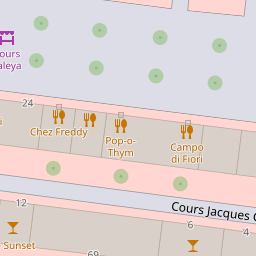 ours
aleya
24
Chez Freddy
Pop-o-
Thym
Campo
di Fiori
Cours Jacques C
12
6
4
Sunset
69